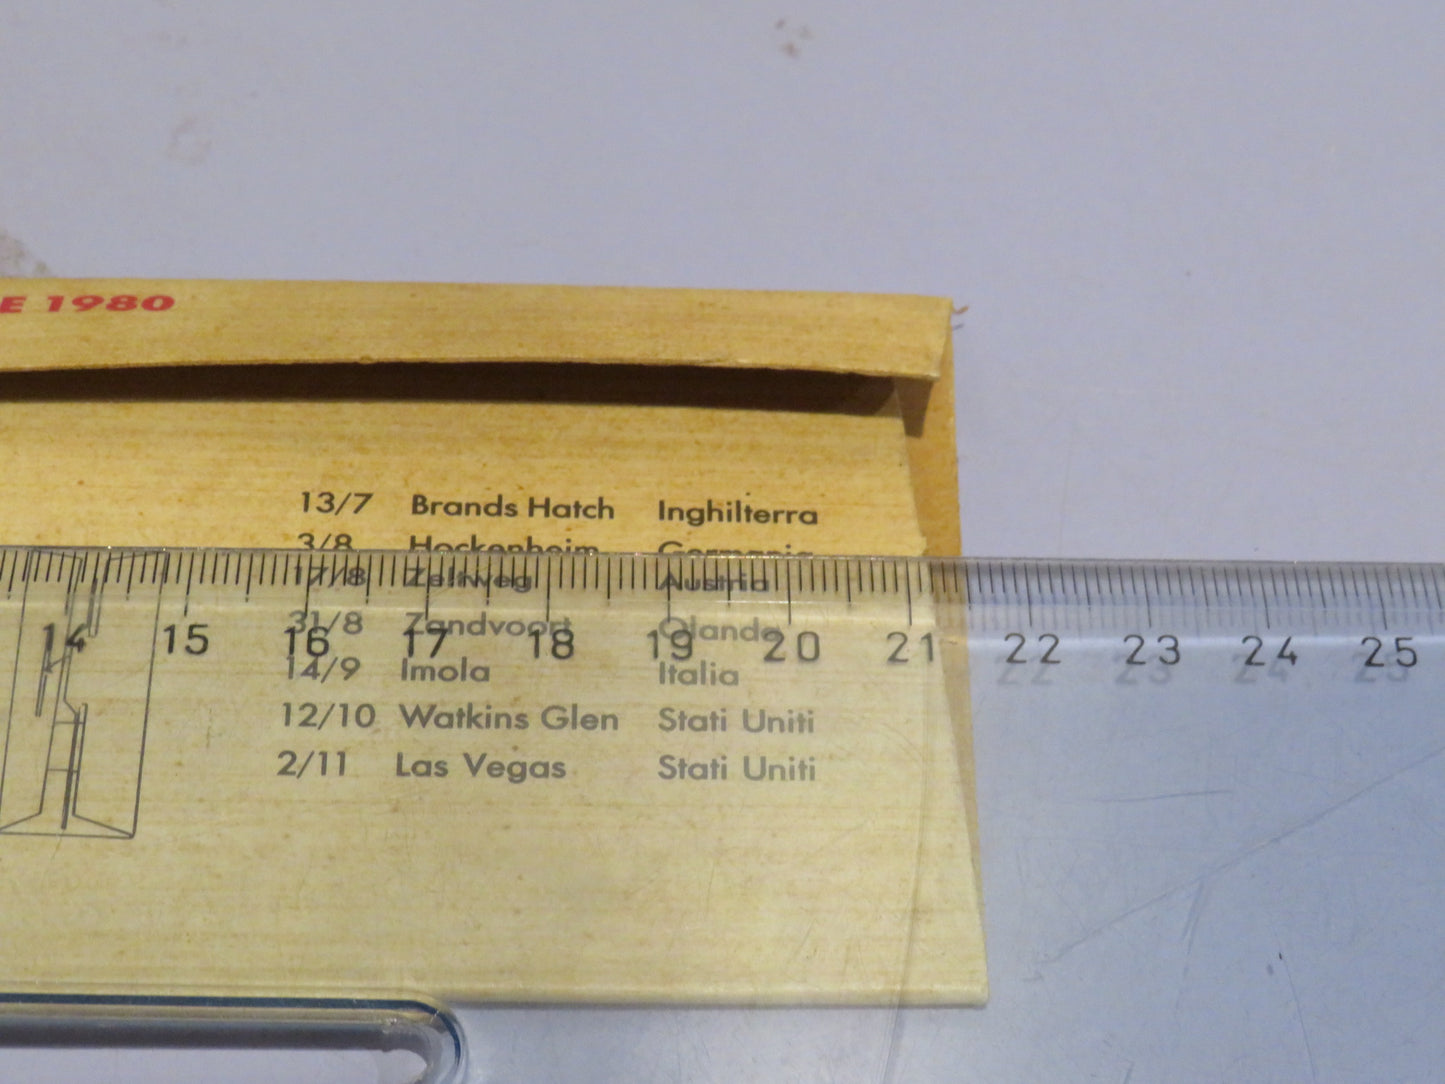 E 1980
13/7 Brands Hatch Inghilterra
3/8 Hockenheim Germania
17/8 Zeltweg Austria
31/8 Zandvoort Olanda
14/9 Imola Italia
12/10 Watkins Glen Stati Uniti
2/11 Las Vegas Stati Uniti
14 15 16 17 18 19 20 21 22 23 24 25